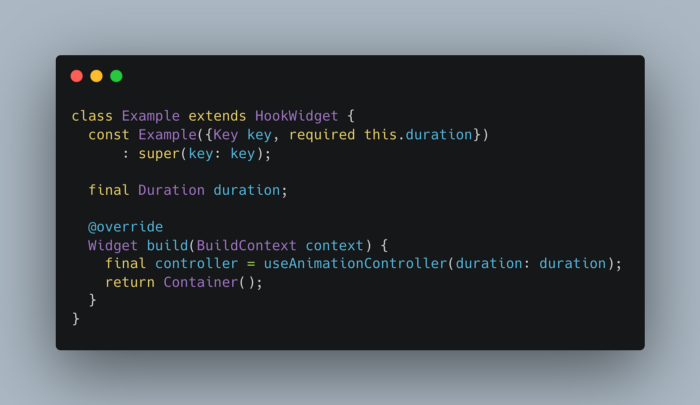 class Example extends HookWidget {
  const Example({Key key, required this.duration})
      : super(key: key);

  final Duration duration;

  @override
  Widget build(BuildContext context) {
    final controller = useAnimationController(duration: duration);
    return Container();
  }
}